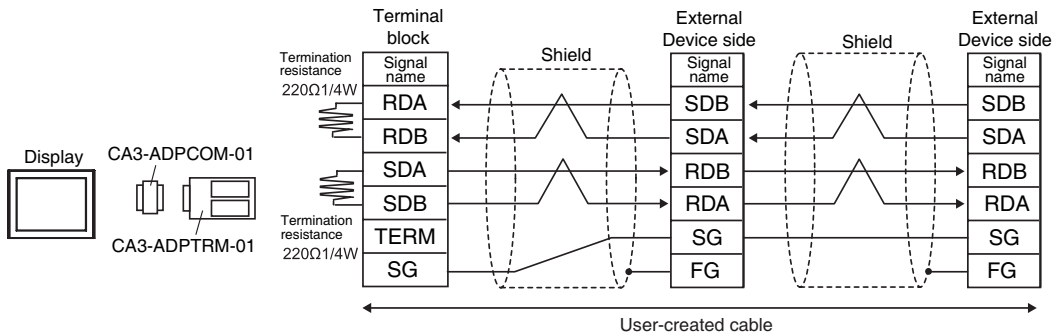 Display
CA3-ADPCOM-01
CA3-ADPTRM-01
Termination
resistance
220Ω1/4W
Termination
resistance
220Ω1/4W
Terminal
block
Signal
name
RDA
RDB
SDA
SDB
TERM
SG
Shield
External
Device side
Signal
name
SDB
SDA
RDB
RDA
SG
FG
Shield
External
Device side
Signal
name
SDB
SDA
RDB
RDA
SG
FG
User-created cable